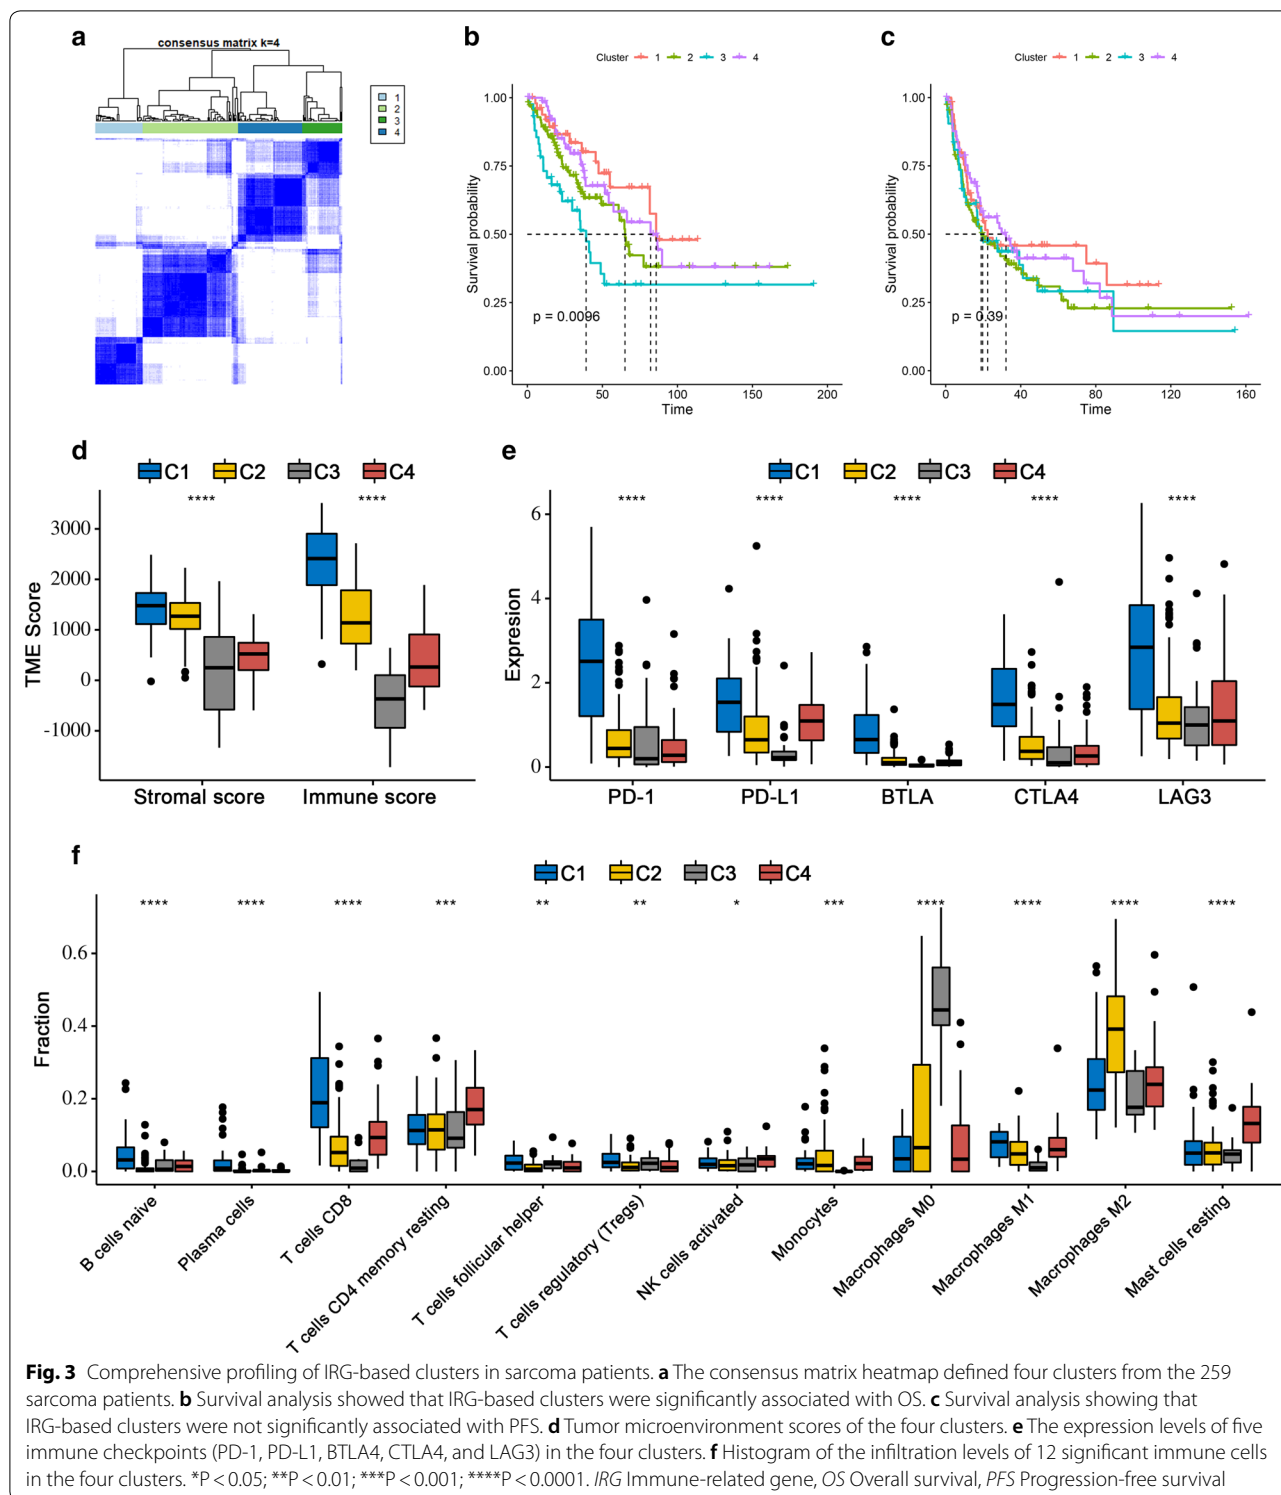 a
consensus matrix k=4
1
2
3
4
b
Cluster 1 2 3 4
Survival probability
1.00
0.75
0.50
0.25
0.00
p = 0.0096
0 50 100 150 200
Time
c
Cluster 1 2 3 4
Survival probability
1.00
0.75
0.50
0.25
0.00
p = 0.39
0 40 80 120 160
Time
d
C1 C2 C3 C4
**** ****
TME Score
3000
2000
1000
0
-1000
Stromal score Immune score
e
C1 C2 C3 C4
**** **** **** **** ****
Expresion
6
4
2
0
PD-1 PD-L1 BTLA CTLA4 LAG3
f
C1 C2 C3 C4
**** **** **** *** ** ** * *** **** **** **** ****
Fraction
0.6
0.4
0.2
0.0
B cells naive
Plasma cells
T cells CD8
T cells CD4 memory resting
T cells follicular helper
T cells regulatory (Tregs)
NK cells activated
Monocytes
Macrophages M0
Macrophages M1
Macrophages M2
Mast cells resting
Fig. 3 Comprehensive profiling of IRG-based clusters in sarcoma patients. a The consensus matrix heatmap defined four clusters from the 259
sarcoma patients. b Survival analysis showed that IRG-based clusters were significantly associated with OS. c Survival analysis showing that
IRG-based clusters were not significantly associated with PFS. d Tumor microenvironment scores of the four clusters. e The expression levels of five
immune checkpoints (PD-1, PD-L1, BTLA4, CTLA4, and LAG3) in the four clusters. f Histogram of the infiltration levels of 12 significant immune cells
in the four clusters. *P < 0.05; **P < 0.01; ***P < 0.001; ****P < 0.0001. IRG Immune-related gene, OS Overall survival, PFS Progression-free survival